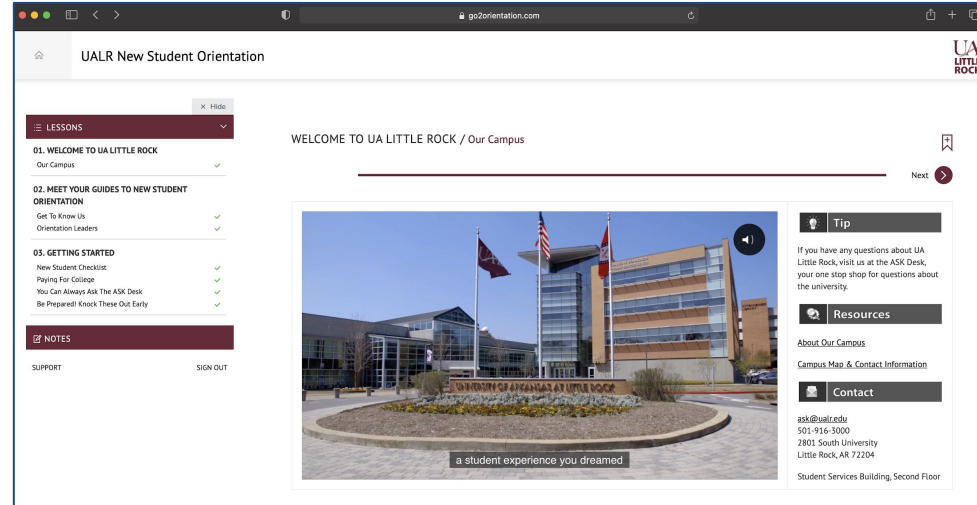 go2orientation.com
UALR New Student Orientation
UA
LITTLE
ROCK
× Hide
LESSONS
01. WELCOME TO UA LITTLE ROCK
Our Campus
02. MEET YOUR GUIDES TO NEW STUDENT
ORIENTATION
Get To Know Us
Orientation Leaders
03. GETTING STARTED
New Student Checklist
Paying For College
You Can Always Ask The ASK Desk
Be Prepared! Knock These Out Early
NOTES
SUPPORT
SIGN OUT
WELCOME TO UA LITTLE ROCK / Our Campus
Next
UNIVERSITY OF ARKANSAS AT LITTLE ROCK
a student experience you dreamed
Tip
If you have any questions about UA
Little Rock, visit us at the ASK Desk,
your one stop shop for questions about
the university.
Resources
About Our Campus
Campus Map & Contact Information
Contact
ask@ualr.edu
501-916-3000
2801 South University
Little Rock, AR 72204
Student Services Building, Second Floor